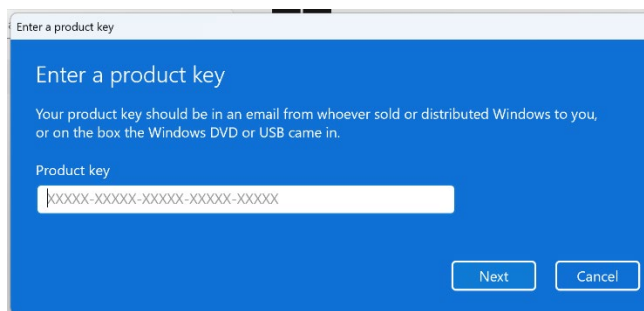 Enter a product key
Enter a product key
Your product key should be in an email from whoever sold or distributed Windows to you,
or on the box the Windows DVD or USB came in.
Product key
XXXXX-XXXXX-XXXXX-XXXXX-XXXXX
Next
Cancel